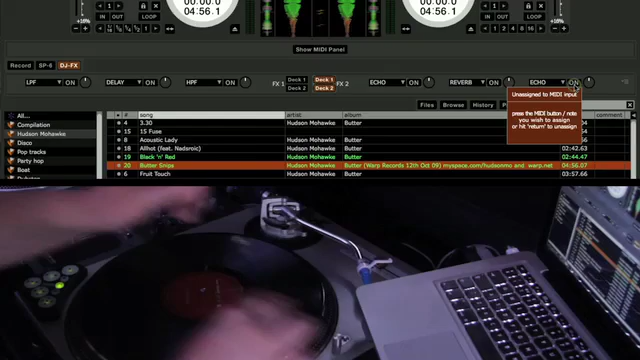 00:00.0 00:00.0
04:56.1 04:56.1
+16% +16% +16% +16%
IN OUT LOOP IN OUT LOOP
Show MIDI Panel
Record SP-6 DJ-FX
LPF ON DELAY ON HPF ON FX 1 Deck 1 Deck 1 FX 2 ECHO ON REVERB ON ECHO ON
Deck 2 Deck 2
Unassigned to MIDI input
press the MIDI button / note
you wish to assign
or hit 'return' to unassign
Files Browse
All...
Compilation
Hudson Mohawke
Disco
Pop tracks
Party hop
Boat
# song artist album comment
4 3.30 Hudson Mohawke Butter
15 15 Fuse Hudson Mohawke Butter
8 Acoustic Lady Hudson Mohawke Butter
18 Allhot (feat. Nadsroic) Hudson Mohawke Butter 02:42.63
19 Black 'n' Red Hudson Mohawke Butter 02:44.47
20 Butter Snips Hudson Mohawke Butter (Warp Records 12th Oct 09) myspace.com/hudsonmo and warp.net 04:56.07
6 Fruit Touch Hudson Mohawke Butter 03:57.66